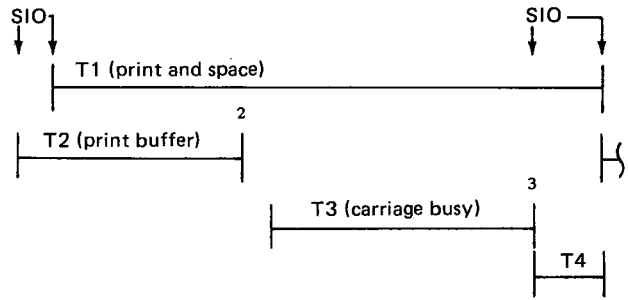 SIO SIO
T1 (print and space)
2
T2 (print buffer)
3
T3 (carriage busy)
T4